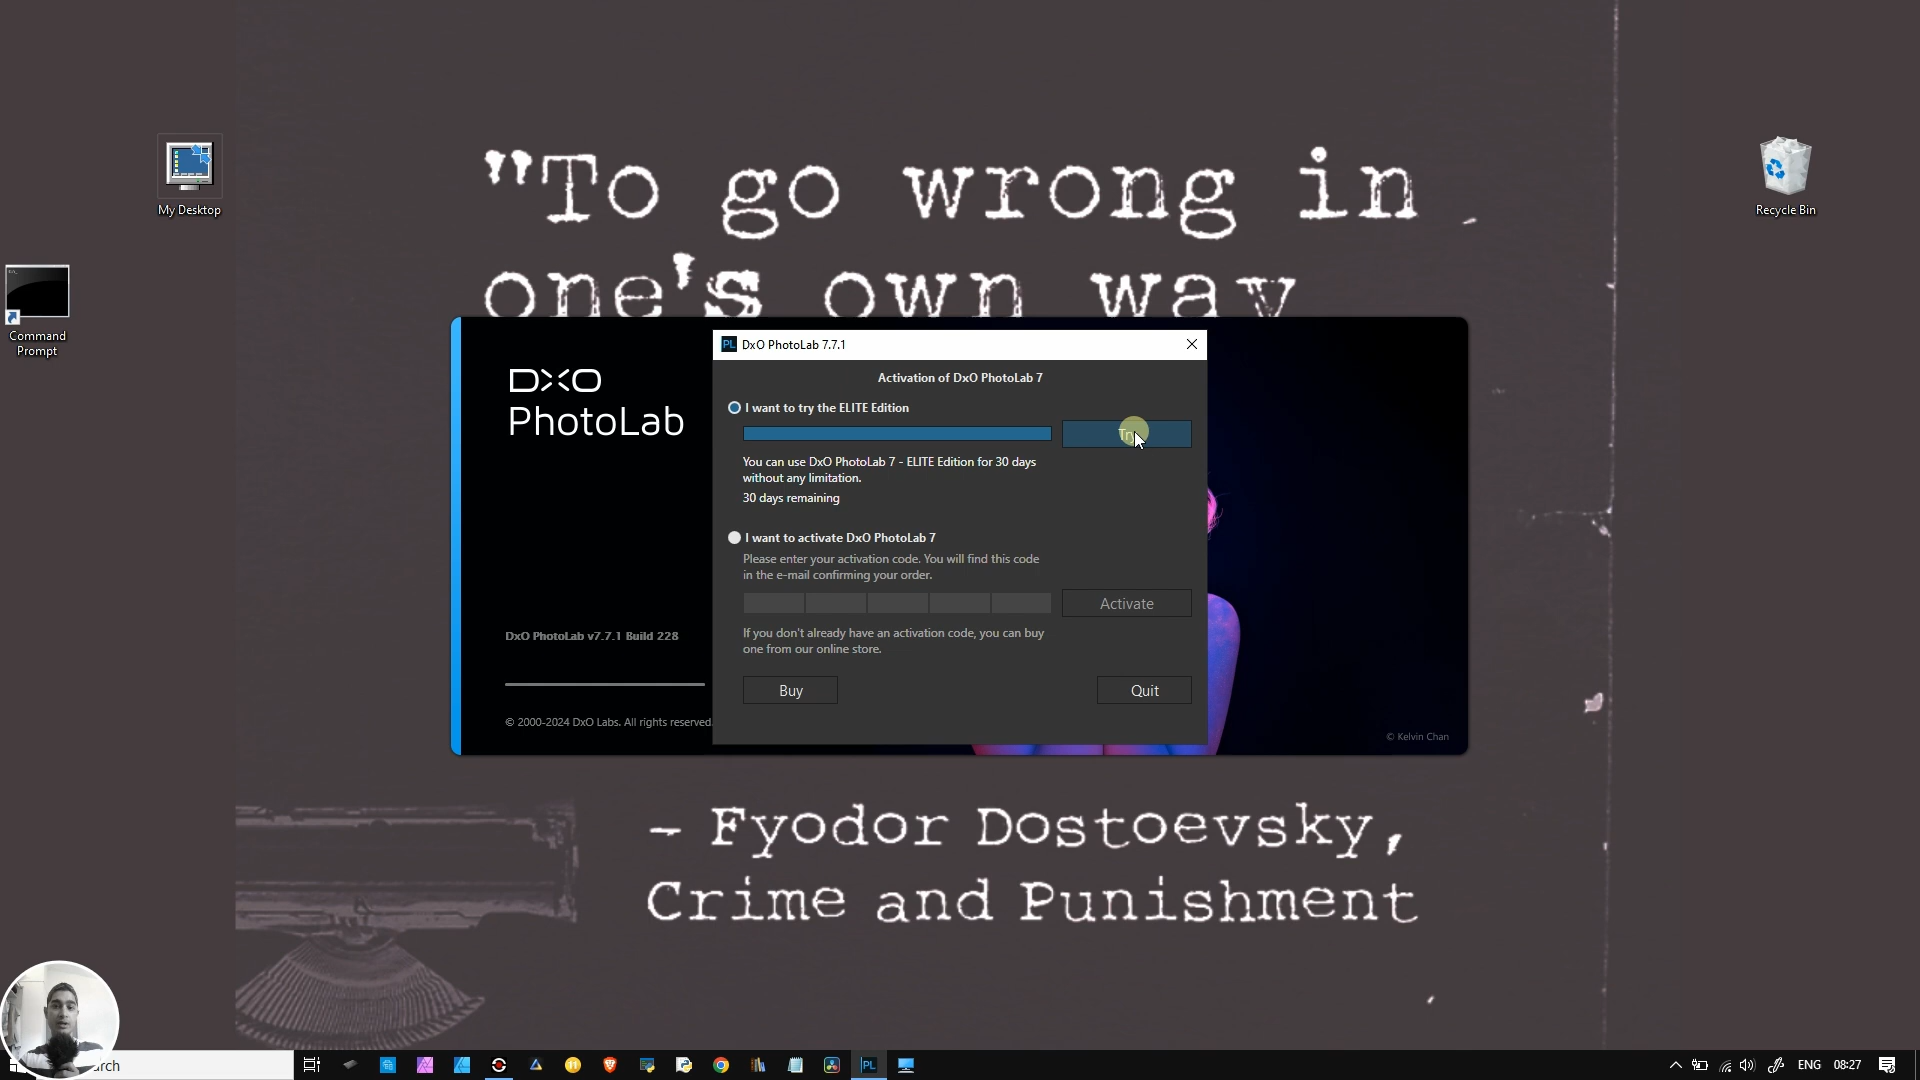 "To go wrong in
one's own way
My Desktop
Recycle Bin
Command
Prompt
DXO
PhotoLab
DxO PhotoLab v7.7.1 Build 228
© 2000-2024 DxO Labs. All rights reserved.
© Kelvin Chan
PL DxO PhotoLab 7.7.1
Activation of DxO PhotoLab 7
I want to try the ELITE Edition
Try
You can use DxO PhotoLab 7 - ELITE Edition for 30 days
without any limitation.
30 days remaining
I want to activate DxO PhotoLab 7
Please enter your activation code. You will find this code
in the e-mail confirming your order.
Activate
If you don't already have an activation code, you can buy
one from our online store.
Buy
Quit
- Fyodor Dostoevsky,
Crime and Punishment
PL
ENG
08:27